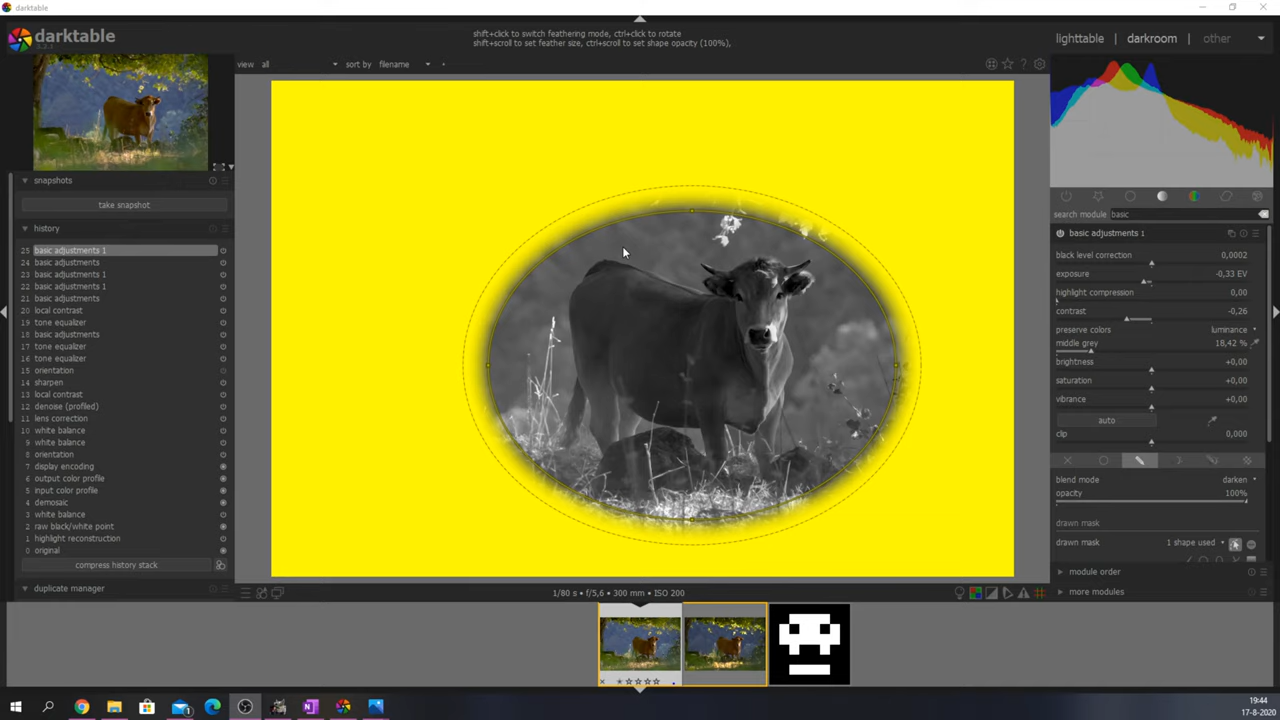 darktable
darktable
3.2.1
shift+click to switch feathering mode, ctrl+click to rotate
shift+scroll to set feather size, ctrl+scroll to set shape opacity (100%),
lighttable | darkroom | other
view all sort by filename
snapshots
take snapshot
history
25 basic adjustments 1
24 basic adjustments
23 basic adjustments 1
22 basic adjustments 1
21 basic adjustments
20 local contrast
19 tone equalizer
18 basic adjustments
17 tone equalizer
16 tone equalizer
15 orientation
14 sharpen
13 local contrast
12 denoise (profiled)
11 lens correction
10 white balance
9 white balance
8 orientation
7 display encoding
6 output color profile
5 input color profile
4 demosaic
3 white balance
2 raw black/white point
1 highlight reconstruction
0 original
compress history stack
duplicate manager
search module basic
basic adjustments 1
black level correction 0,0002
exposure -0,33 EV
highlight compression 0,00
contrast -0,26
preserve colors luminance
middle grey 18,42 %
brightness +0,00
saturation +0,00
vibrance +0,00
auto
clip 0,000
blend mode darken
opacity 100%
drawn mask
drawn mask 1 shape used
module order
more modules
1/80 s • f/5,6 • 300 mm • ISO 200
19:44
17-8-2020